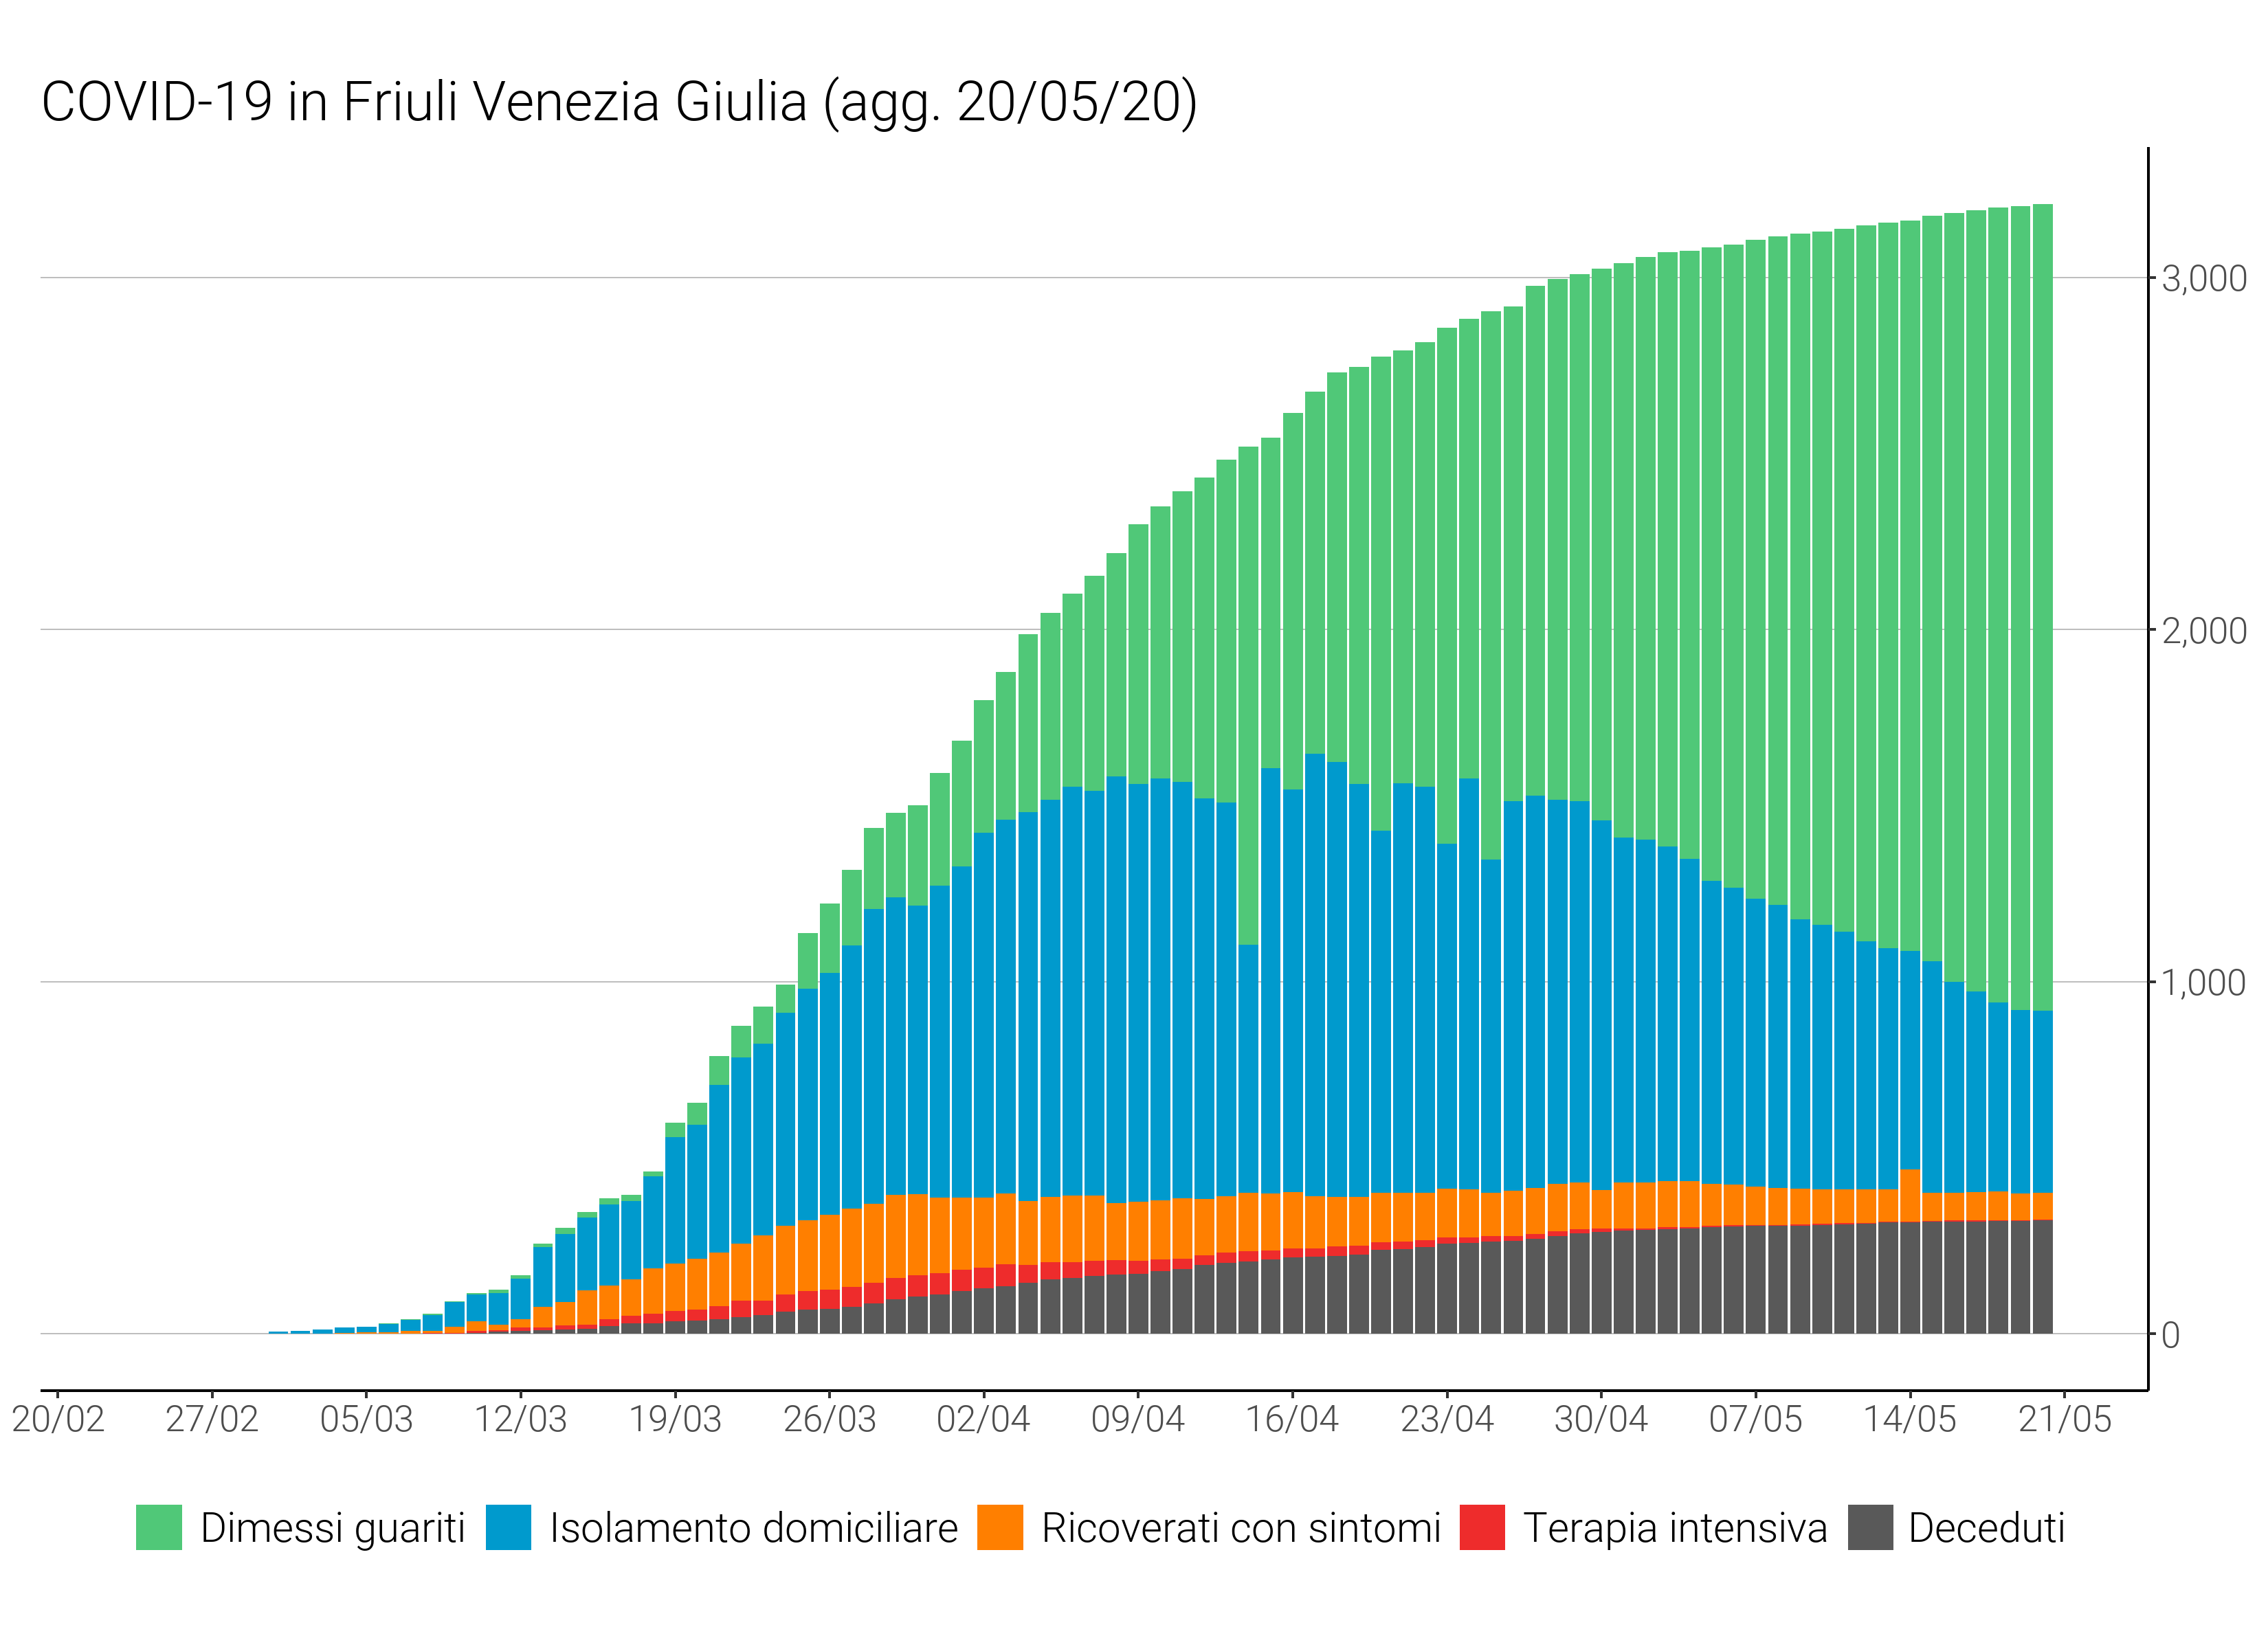 COVID-19 in Friuli Venezia Giulia (agg. 20/05/20)
3,000
2,000
1,000
0
20/02 27/02 05/03 12/03 19/03 26/03 02/04 09/04 16/04 23/04 30/04 07/05 14/05 21/05
Dimessi guariti Isolamento domiciliare Ricoverati con sintomi Terapia intensiva Deceduti